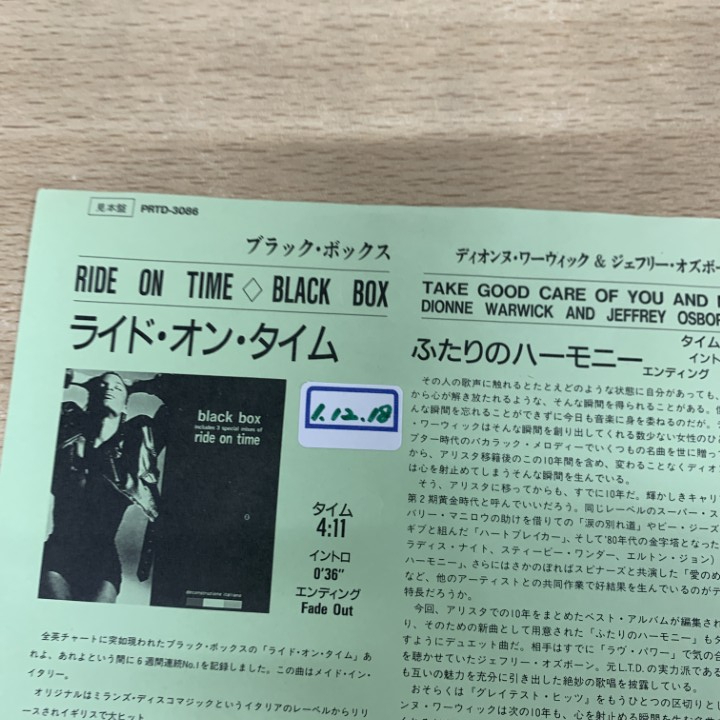 見本盤 PRTD-3086
ブラック・ボックス
RIDE ON TIME ◇ BLACK BOX
ライド・オン・タイム
black box
includes 3 special mixes of
ride on time
1.12.18
タイム
4:11
イントロ
0'36"
エンディング
Fade Out
全英チャートに突如現われたブラック・ボックスの「ライド・オン・タイム」あ
れよ、あれよという間に6週間連続No.1を記録しました。この曲はメイド・イン・
イタリー。
オリジナルはミランズ・ディスコマジックというイタリアのレーベルからリリ
ースされイギリスで大ヒット
ディオンヌ・ワーウィック & ジェフリー・オズボー
TAKE GOOD CARE OF YOU AND
DIONNE WARWICK AND JEFFREY OSBOR
ふたりのハーモニー
タイム
イント
エンディング
その人の歌声に触れるとたとえどのような状態に自分があっても、
から心が解き放たれるような、そんな瞬間を得られることがある。
んな瞬間を忘れることができずに今日も音楽に身を委ねるのだが。
・ワーウィックはそんな瞬間を創り出してくれる数少ない女性のひと
プター時代のバカラック・メロディーでいくつもの名曲を世に贈っ
から、アリスタ移籍後のこの10年間を含め、変わることなくディオ
は心を射止めてしまうそんな瞬間を生んでいる。
そう、アリスタに移ってからも、すでに10年だ。輝かしきキャリ
第2期黄金時代と呼んでいいだろう。同じレーベルのスーパー・ス
バリー・マニロウの助けを借りての「涙の別れ道」やビー・ジーズ
ギブと組んだ「ハートブレイカー」、そして'80年代の金字塔となった
ラディス・ナイト、スティービー・ワンダー、エルトン・ジョン)
ハーモニー」、さらにはさかのぼればスピナーズと共演した「愛のめ
など、他のアーティストとの共同作業で好結果を生んでいるのがデ
特長だろうか。
今回、アリスタでの10年をまとめたベスト・アルバムが編集され
り、そのための新曲として用意された「ふたりのハーモニー」も
すようにデュエット曲だ。相手はすでに「ラヴ・パワー」で気の合
を聴かせていたジェフリー・オズボーン。元L.T.D.の実力派である
も互いの魅力を充分に引き出した絶妙の歌唱を披露している。
おそらくは「グレイテスト・ヒッツ」をもうひとつの区切りとし
ンヌ・ワーウィックは次の10年も、心を射止める瞬間を